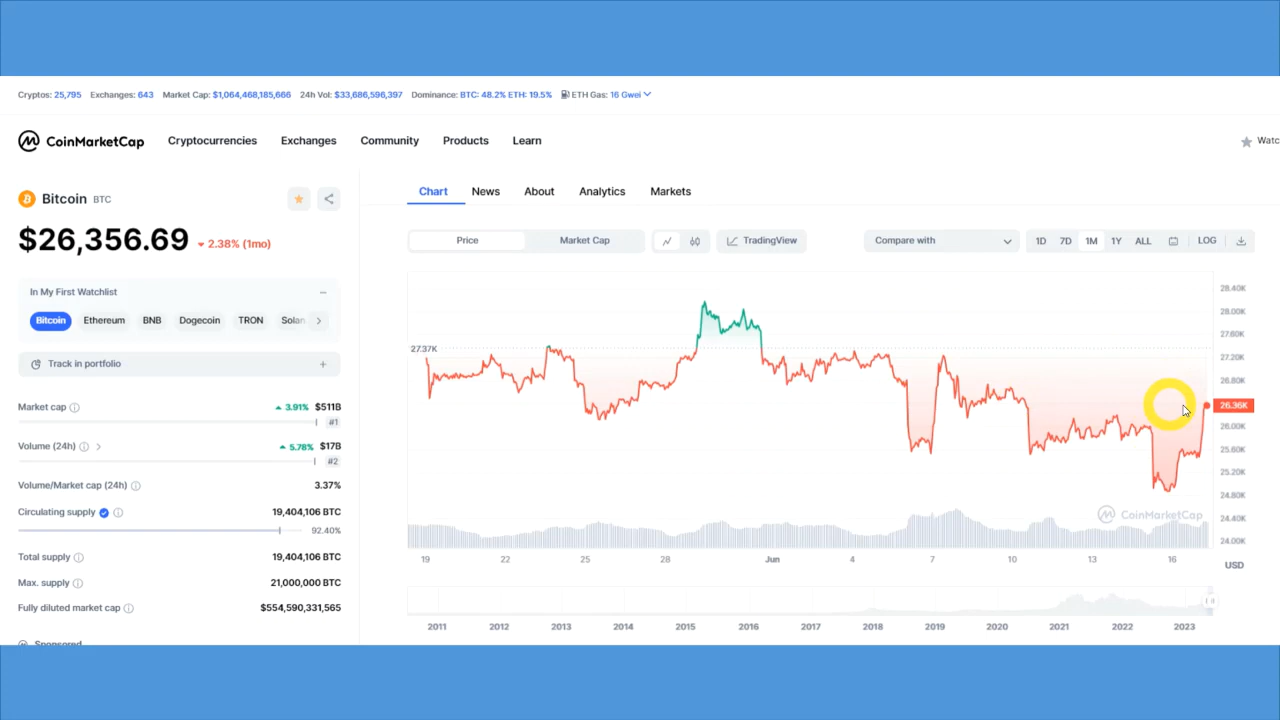 Cryptos: 25,795 Exchanges: 643 Market Cap: $1,064,468,185,666 24h Vol: $33,686,596,397 Dominance: BTC: 48.2% ETH: 19.5% ETH Gas: 16 Gwei
CoinMarketCap Cryptocurrencies Exchanges Community Products Learn Watc
Bitcoin BTC
$26,356.69 2.38% (1mo)
In My First Watchlist
Bitcoin Ethereum BNB Dogecoin TRON Solan
Track in portfolio
Market cap 3.91% $511B
#1
Volume (24h) 5.78% $17B
#2
Volume/Market cap (24h) 3.37%
Circulating supply 19,404,106 BTC
92.40%
Total supply 19,404,106 BTC
Max. supply 21,000,000 BTC
Fully diluted market cap $554,590,331,565
Sponsored
Chart News About Analytics Markets
Price Market Cap TradingView Compare with 1D 7D 1M 1Y ALL LOG
28.40K
28.00K
27.60K
27.37K
27.20K
26.80K
26.36K
26.00K
25.60K
25.20K
24.80K
24.40K
24.00K
CoinMarketCap
19 22 25 28 Jun 4 7 10 13 16 USD
2011 2012 2013 2014 2015 2016 2017 2018 2019 2020 2021 2022 2023